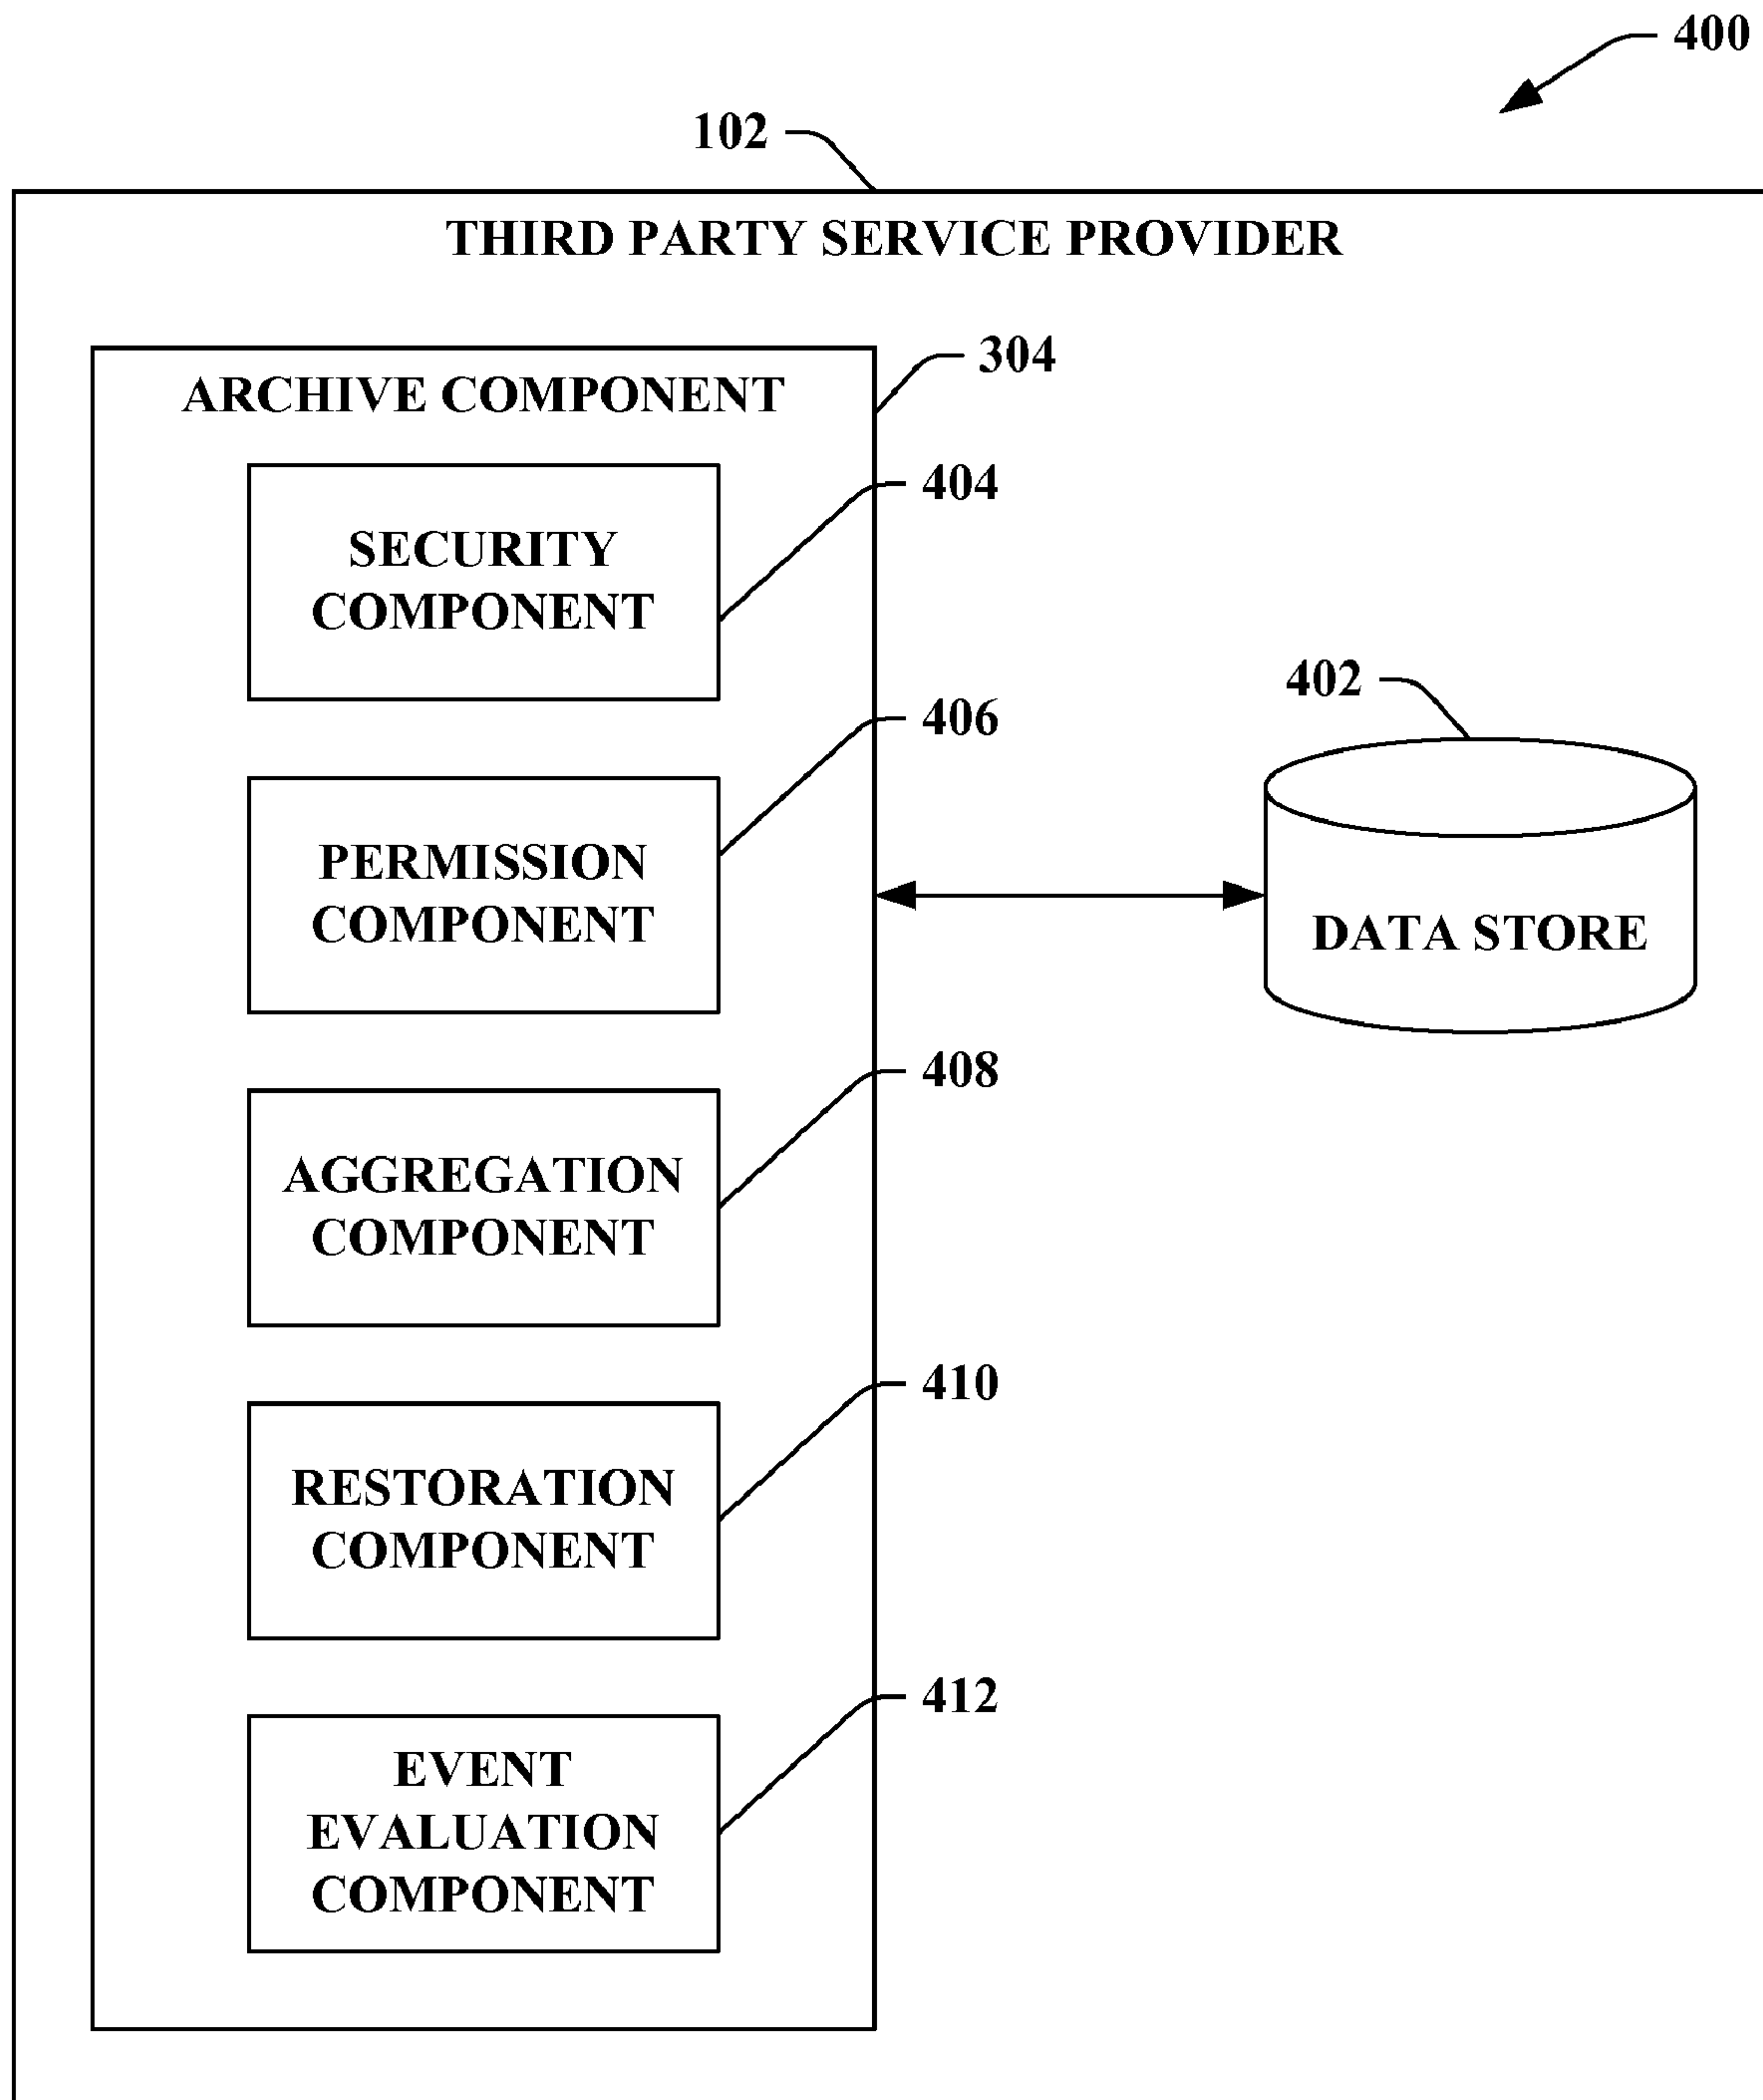 400
102
THIRD PARTY SERVICE PROVIDER
304
ARCHIVE COMPONENT
404
SECURITY
COMPONENT
406
402
PERMISSION
COMPONENT
DATA STORE
408
AGGREGATION
COMPONENT
410
RESTORATION
COMPONENT
412
EVENT
EVALUATION
COMPONENT